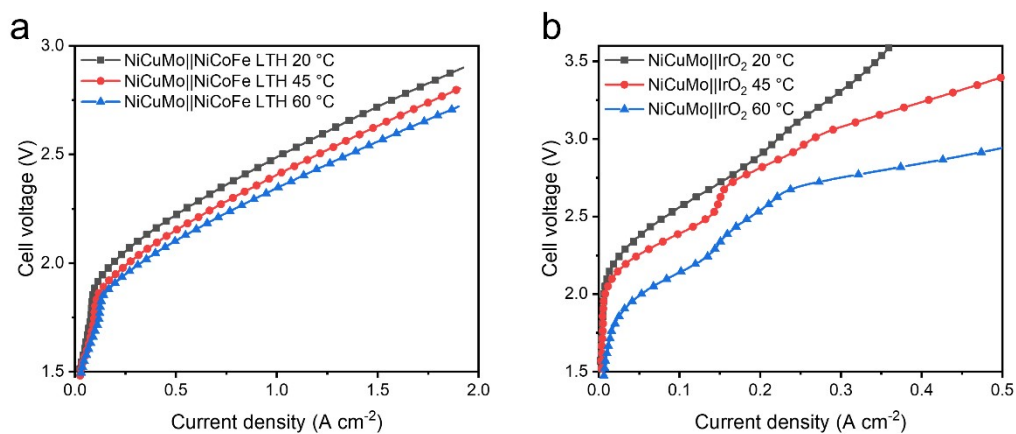 a
3.0
2.5
2.0
1.5
Cell voltage (V)
NiCuMo||NiCoFe LTH 20 °C
NiCuMo||NiCoFe LTH 45 °C
NiCuMo||NiCoFe LTH 60 °C
0.0 0.5 1.0 1.5 2.0
Current density (A cm⁻²)
b
3.5
3.0
2.5
2.0
1.5
Cell voltage (V)
NiCuMo||IrO₂ 20 °C
NiCuMo||IrO₂ 45 °C
NiCuMo||IrO₂ 60 °C
0.0 0.1 0.2 0.3 0.4 0.5
Current density (A cm⁻²)